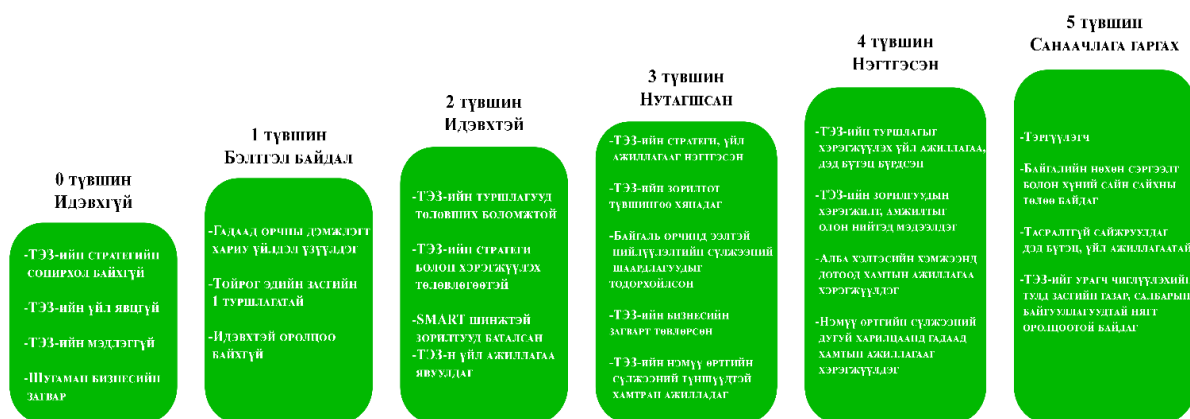 0 түвшин
Идэвхгүй
-ТЭЗ-ийн стратегийн
сонирхол байхгүй
-ТЭЗ-ийн үйл явцгүй
-ТЭЗ-ийн мэдлэггүй
-Шугаман бизнесийн
загвар
1 түвшин
Бэлтгэл байдал
-Гадаад орчны дэмжлэгт
хариу үйлдэл үзүүлдэг
-Тойрог эдийн засгийн
1 туршлагатай
-Идэвхтэй оролцоо
байхгүй
2 түвшин
Идэвхтэй
-ТЭЗ-ийн туршлагууд
төлөвших боломжтой
-ТЭЗ-ийн стратеги
болон хэрэгжүүлэх
төлөвлөгөөтэй
-SMART шинжтэй
зорилтууд баталсан
-ТЭЗ-н үйл ажиллагаа
явуулдаг
3 түвшин
Нутагшсан
-ТЭЗ-ийн стратеги, үйл
ажиллагааг нэгтгэсэн
-ТЭЗ-ийн зорилтот
түвшингөө хянадаг
-Байгаль орчинд ээлтэй
нийлүүлэлтийн сүлжээний
шаардлагуудыг
тодорхойлсон
-ТЭЗ-ийн бизнесийн
загварт төвлөрсөн
-ТЭЗ-ийн нэмүү өртгийн
сүлжээний түншүүдтэй
хамтран ажилладаг
4 түвшин
Нэгтгэсэн
-ТЭЗ-ийн туршлагыг
хэрэгжүүлэх үйл ажиллагаа,
дэд бүтэц бүрдсэн
-ТЭЗ-ийн зорилгуудын
хэрэгжилт, амжилтыг
олон нийтэд мэдээлдэг
-Алба хэлтэсийн хэмжээнд
дотоод хамтын ажиллагаа
хэрэгжүүлдэг
-Нэмүү өртгийн сүлжээний
дугуй харилцаанд гадаад
хамтын ажиллагааг
хэрэгжүүлдэг
5 түвшин
Санаачлага гаргах
-Тэргүүлэгч
-Байгалийн нөхөн сэргээлт
болон хүний сайн сайхны
төлөө байдаг
-Тасралтгүй сайжруулдаг
дэд бүтэц, үйл ажиллагаатай
-ТЭЗ-ийг урагч чиглүүлэхийн
тулд засгийн газар, салбарын
байгууллагуудтай нягт
оролцоотой байдаг